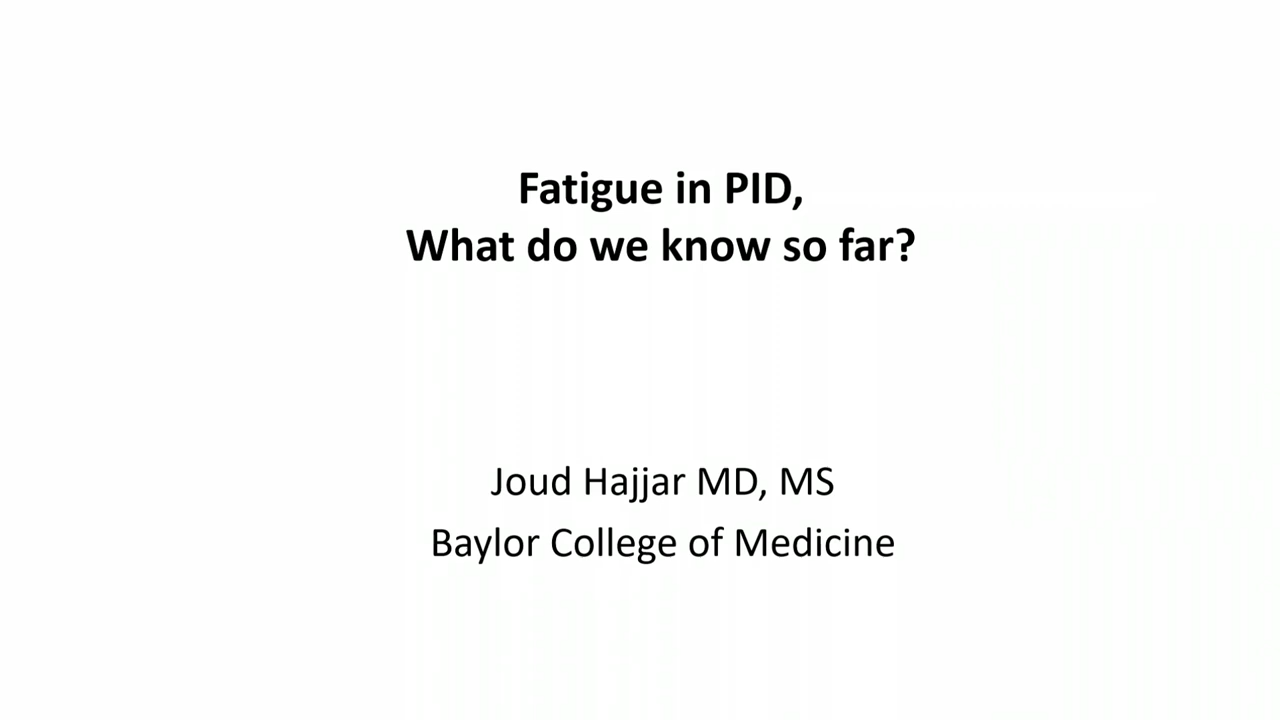 Fatigue in PID,
What do we know so far?
Joud Hajjar MD, MS
Baylor College of Medicine